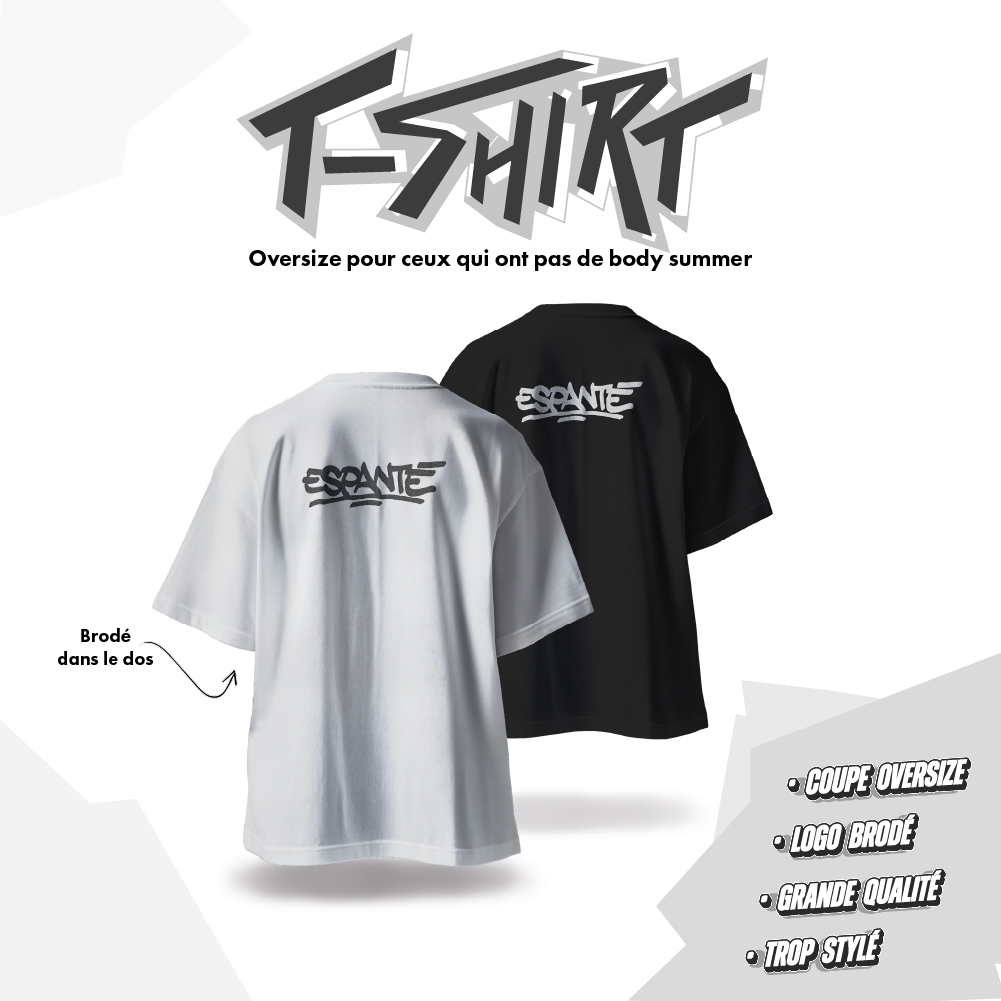 T-SHIRT
Oversize pour ceux qui ont pas de body summer
ESPANTE
ESPANTE
Brodé
dans le dos
• COUPE OVERSIZE
• LOGO BRODÉ
• GRANDE QUALITÉ
• TROP STYLÉ